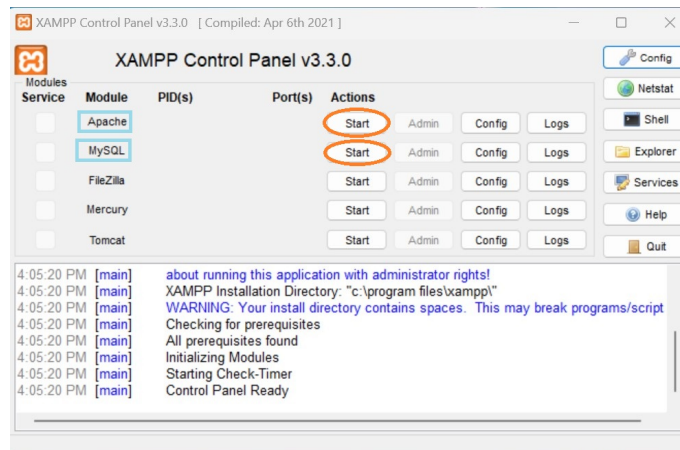 XAMPP Control Panel v3.3.0 [ Compiled: Apr 6th 2021 ]
XAMPP Control Panel v3.3.0
Config
Modules
Service Module PID(s) Port(s) Actions
Netstat
Apache Start Admin Config Logs
Shell
MySQL Start Admin Config Logs
Explorer
FileZilla Start Admin Config Logs
Services
Mercury Start Admin Config Logs
Help
Tomcat Start Admin Config Logs
Quit
4:05:20 PM [main] about running this application with administrator rights!
4:05:20 PM [main] XAMPP Installation Directory: "c:\program files\xampp\"
4:05:20 PM [main] WARNING: Your install directory contains spaces. This may break programs/script
4:05:20 PM [main] Checking for prerequisites
4:05:20 PM [main] All prerequisites found
4:05:20 PM [main] Initializing Modules
4:05:20 PM [main] Starting Check-Timer
4:05:20 PM [main] Control Panel Ready